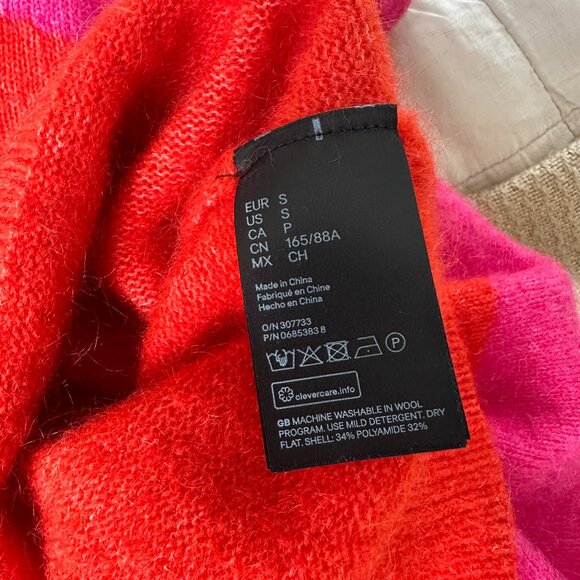 EUR S
US S
CA P
CN 165/88A
MX CH
Made in China
Fabriqué en Chine
Hecho en China
O/N 307733
P/N 0685383 8
P
clevercare.info
GB MACHINE WASHABLE IN WOOL
PROGRAM. USE MILD DETERGENT. DRY
FLAT. SHELL: 34% POLYAMIDE 32%